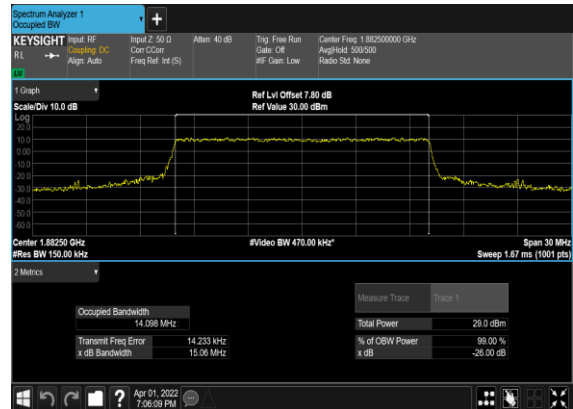 Spectrum Analyzer 1
Occupied BW
+
KEYSIGHT Input: RF Input Z: 50 Ω Atten: 40 dB Trig: Free Run Center Freq: 1.882500000 GHz
RL Coupling: DC Corr CCorr Gate: Off Avg|Hold: 500/500
Align: Auto Freq Ref: Int (S) #IF Gain: Low Radio Std: None
LW
1 Graph
Ref Lvl Offset 7.80 dB
Scale/Div 10.0 dB Ref Value 30.00 dBm
Log
20.0
10.0
0.00
-10.0
-20.0
-30.0
-40.0
-50.0
-60.0
Center 1.88250 GHz #Video BW 470.00 kHz* Span 30 MHz
#Res BW 150.00 kHz Sweep 1.67 ms (1001 pts)
2 Metrics
Measure Trace Trace 1
Occupied Bandwidth
14.098 MHz
Total Power 29.0 dBm
Transmit Freq Error 14.233 kHz % of OBW Power 99.00 %
x dB Bandwidth 15.06 MHz x dB -26.00 dB
? Apr 01, 2022
7:06:09 PM